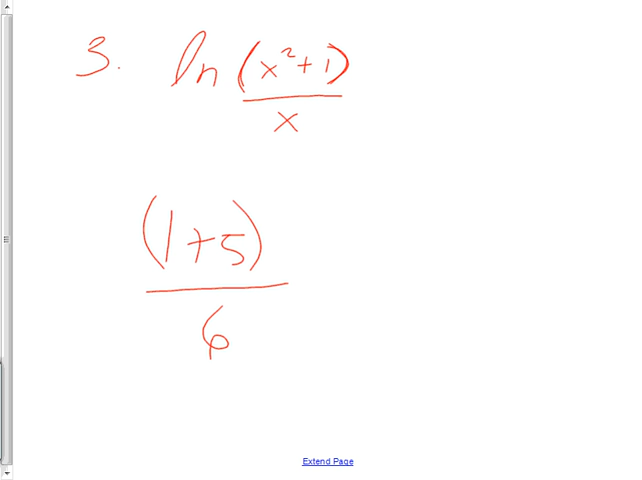 3. ln (x²+1)
x
(1+5)
6
Extend Page